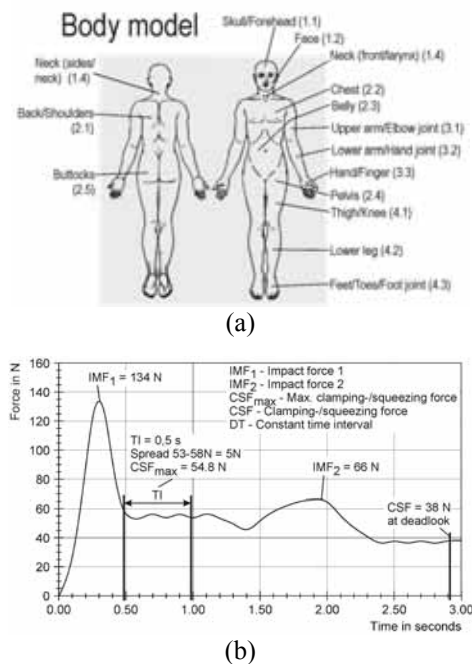 Body model
Skull/Forehead (1.1)
Face (1.2)
Neck (sides/
neck) (1.4)
Neck (front/larynx)
(1.4)
Chest (2.2)
Belly (2.3)
Back/Shoulders
(2.1)
Upper arm/Elbow joint (3.1)
Lower arm/Hand joint (3.2)
Hand/Finger (3.3)
Buttocks
(2.5)
Pelvis (2.4)
Thigh/Knee (4.1)
Lower leg (4.2)
Feet/Toes/Foot joint (4.3)
(a)
Force in N
160
140
120
100
80
60
40
20
0
IMF1 = 134 N
IMF1 - Impact force 1
IMF2 - Impact force 2
CSFmax - Max. clamping-/squeezing force
CSF - Clamping-/squeezing force
DT - Constant time interval
TI = 0,5 s
Spread 53-58N = 5N
CSFmax = 54.8 N
TI
IMF2 = 66 N
CSF = 38 N
at deadlook
0.00 0.50 1.00 1.50 2.00 2.50 3.00
Time in seconds
(b)